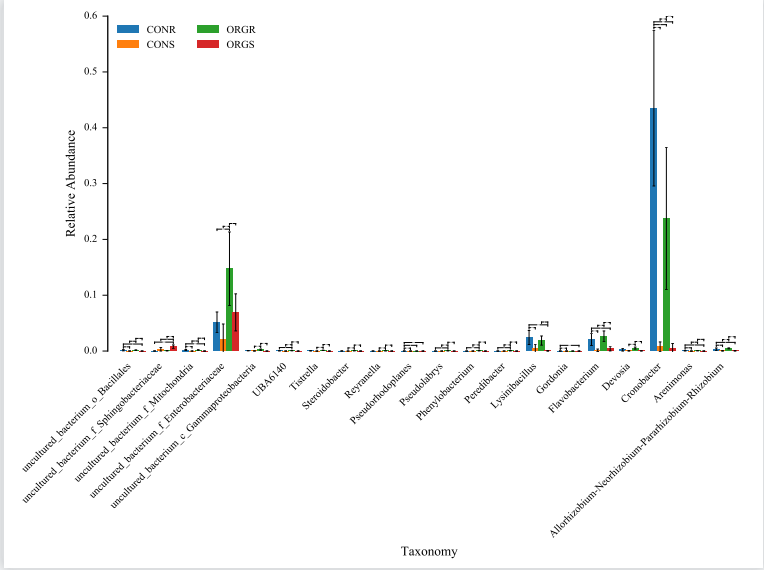 0.6
0.5
0.4
0.3
0.2
0.1
0.0
Relative Abundance
CONR
CONS
ORGR
ORGS
uncultured_bacterium_o_Bacillales
uncultured_bacterium_f_Sphingobacteriaceae
uncultured_bacterium_f_Mitochondria
uncultured_bacterium_f_Enterobacteriaceae
uncultured_bacterium_c_Gammaproteobacteria
UBA6140
Tistrella
Steroidobacter
Reyranella
Pseudorhodoplanes
Pseudolabrys
Phenylobacterium
Peredibacter
Lysinibacillus
Gordonia
Flavobacterium
Devosia
Cronobacter
Arenimonas
Allorhizobium-Neorhizobium-Pararhizobium-Rhizobium
Taxonomy